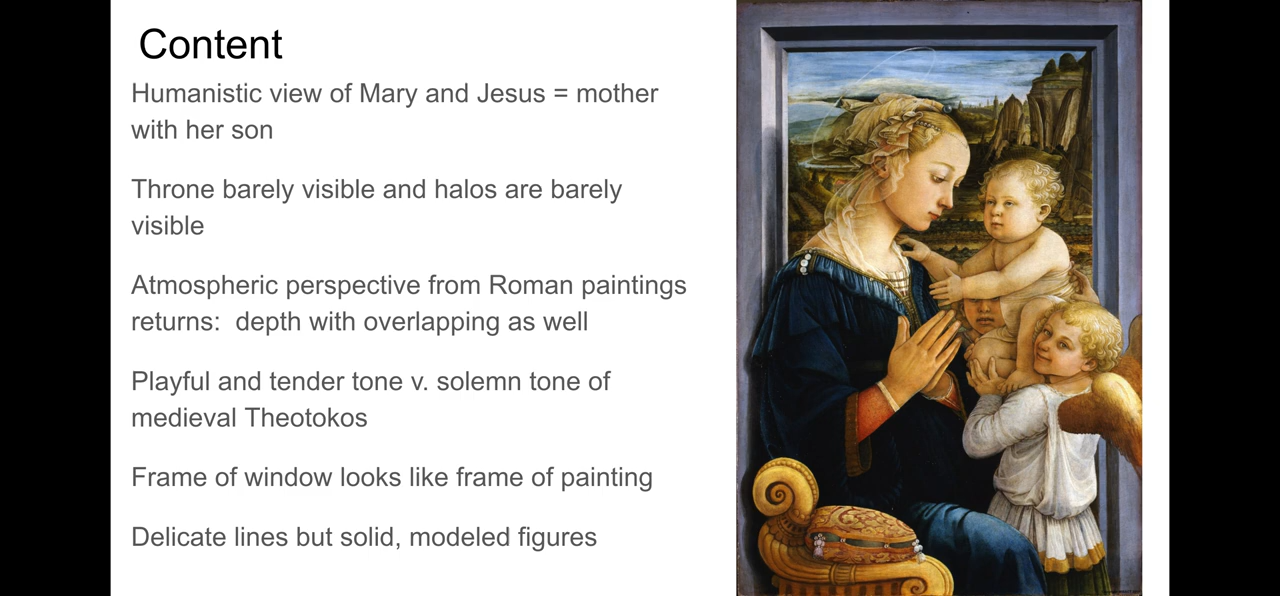 Content
Humanistic view of Mary and Jesus = mother
with her son
Throne barely visible and halos are barely
visible
Atmospheric perspective from Roman paintings
returns:  depth with overlapping as well
Playful and tender tone v. solemn tone of
medieval Theotokos
Frame of window looks like frame of painting
Delicate lines but solid, modeled figures